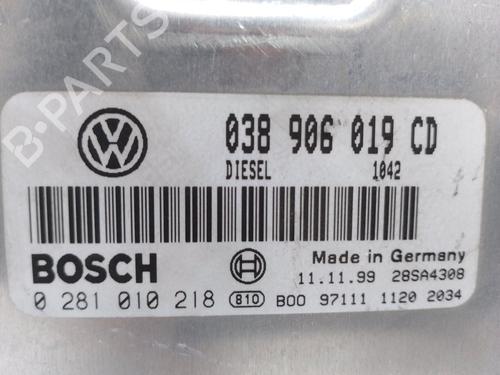 B-PARTS
038 906 019 CD
DIESEL 1042
BOSCH
Made in Germany
11.11.99 28SA4308
0 281 010 218 810 B00 97111 1120 2034